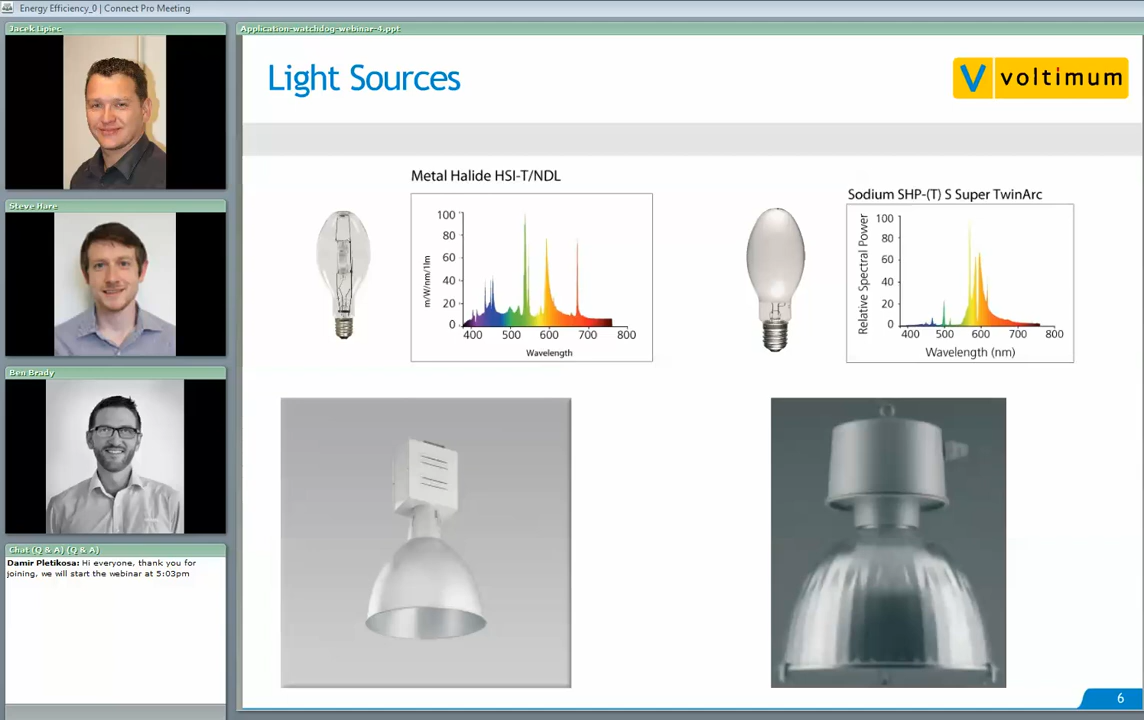 Energy Efficiency_0 | Connect Pro Meeting
Jacek Lipiec
Steve Hare
Ben Brady
Chat (Q & A) (Q & A)
Damir Pletikosa: Hi everyone, thank you for
joining, we will start the webinar at 5:03pm
Application-watchdog-webinar-4.ppt
Light Sources
V voltimum
Metal Halide HSI-T/NDL
m/W/nm/1lm
100
80
60
40
20
0
400 500 600 700 800
Wavelength
Sodium SHP-(T) S Super TwinArc
Relative Spectral Power
100
80
60
40
20
0
400 500 600 700 800
Wavelength (nm)
6